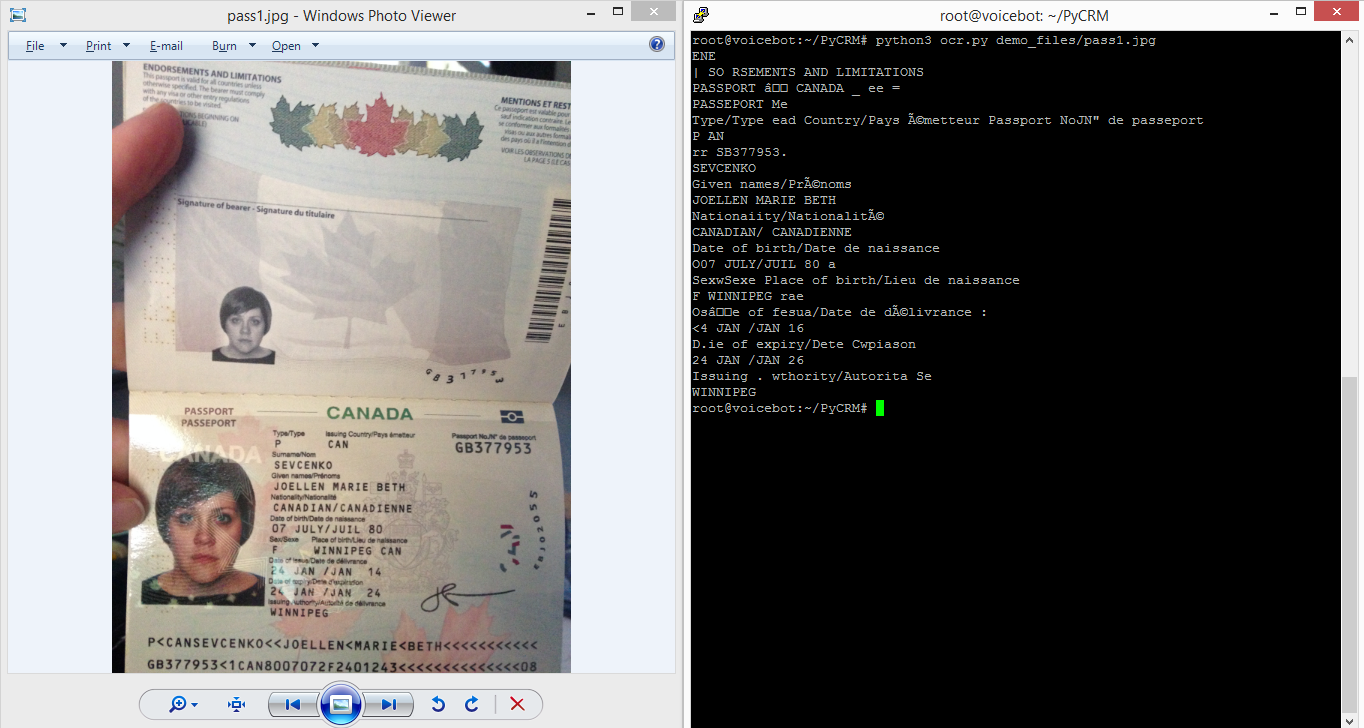 pass1.jpg - Windows Photo Viewer
File Print E-mail Burn Open
ENDORSEMENTS AND LIMITATIONS
This passport is valid for all countries unless
otherwise specified. The bearer must comply
with any visa or other entry regulations
of the countries to be visited.
MENTIONS ET REST
Signature of bearer - Signature du titulaire
PASSPORT
PASSEPORT
CANADA
Type/Type Issuing Country/Pays émetteur Passport No./N° de passeport
P CAN GB377953
Surname/Nom
SEVCENKO
Given names/Prénoms
JOELLEN MARIE BETH
Nationality/Nationalité
CANADIAN/CANADIENNE
Date of birth/Date de naissance
07 JULY/JUIL 80
Sex/Sexe Place of birth/Lieu de naissance
F WINNIPEG CAN
Date of issue/Date de délivrance
24 JAN /JAN 14
Date of expiry/Date d'expiration
24 JAN /JAN 24
Issuing Authority/Autorité de délivrance
WINNIPEG
P<CANSEVCENKO<<JOELLEN<MARIE<BETH<<<<<<<<<<<
GB377953<1CAN8007072F2401243<<<<<<<<<<<<<<08
root@voicebot: ~/PyCRM
root@voicebot:~/PyCRM# python3 ocr.py demo_files/pass1.jpg
ENE
| SO RSEMENTS AND LIMITATIONS
PASSPORT â CANADA _ ee =
PASSEPORT Me
Type/Type ead Country/Pays Ã©metteur Passport NoJN" de passeport
P AN
rr SB377953.
SEVCENKO
Given names/PrÃ©noms
JOELLEN MARIE BETH
Nationaiity/NationalitÃ©
CANADIAN/ CANADIENNE
Date of birth/Date de naissance
O07 JULY/JUIL 80 a
SexwSexe Place of birth/Lieu de naissance
F WINNIPEG rae
Osâe of fesua/Date de dÃ©livrance :
<4 JAN /JAN 16
D.ie of expiry/Dete Cwpiason
24 JAN /JAN 26
Issuing . wthority/Autorita Se
WINNIPEG
root@voicebot:~/PyCRM#